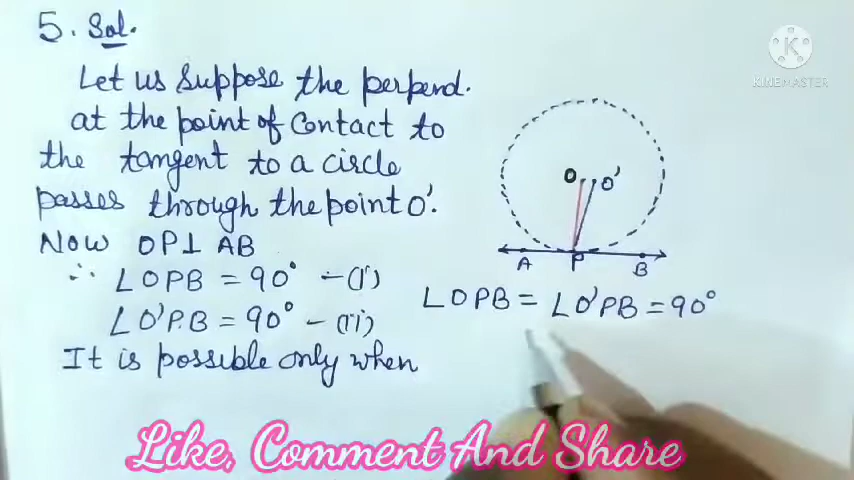 5. Sol.
Let us suppose the perpend.
at the point of Contact to
the tangent to a circle
passes through the point O'.
Now OP⊥ AB
∴ ∠OPB = 90° -(i)
∠O'P.B = 90° - (ii)
It is possible only when
K
KINEMASTER
O O'
A P B
∠OPB = ∠O'PB = 90°
Like, Comment And Share